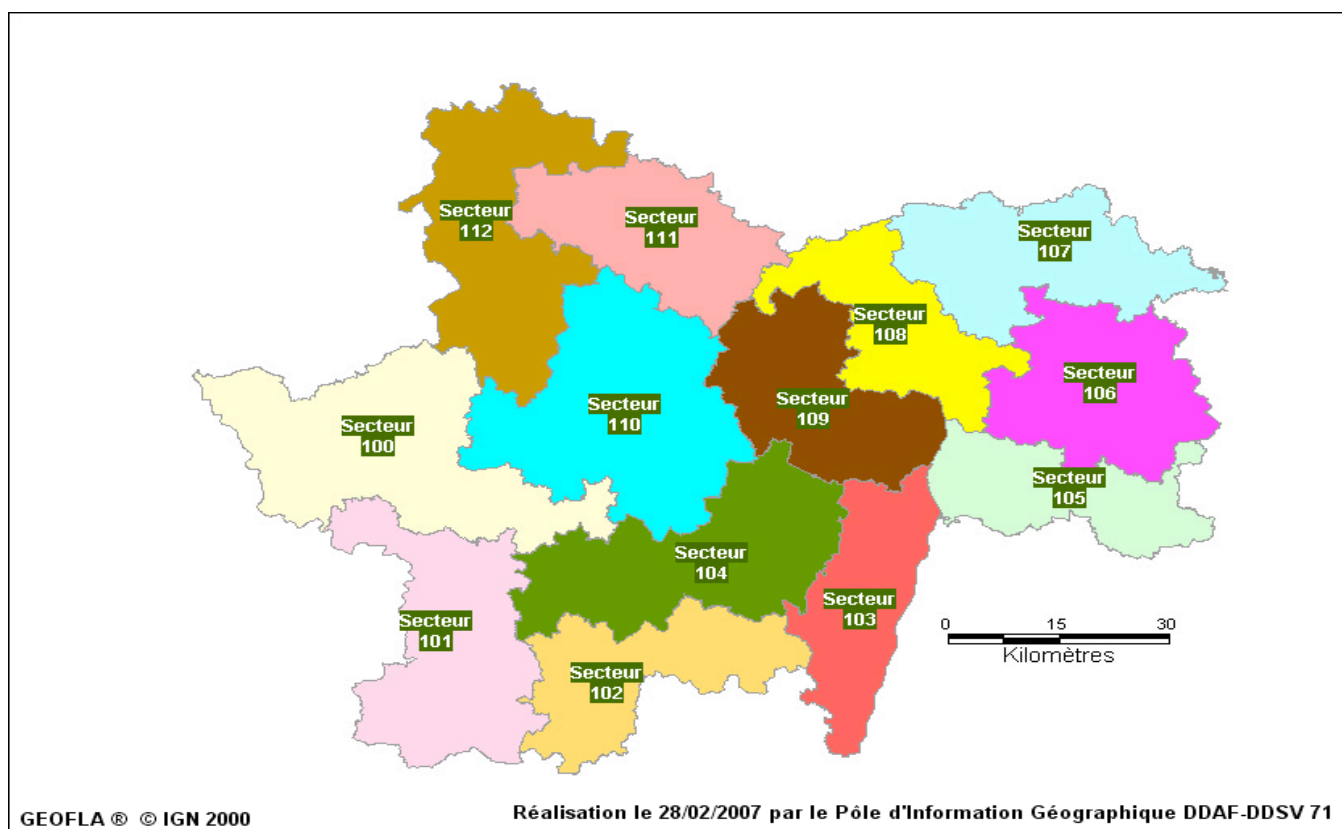 Secteur
112
Secteur
111
Secteur
107
Secteur
108
Secteur
106
Secteur
109
Secteur
110
Secteur
100
Secteur
105
Secteur
104
Secteur
103
Secteur
101
Secteur
102
0 15 30
Kilomètres
GEOFLA ® © IGN 2000
Réalisation le 28/02/2007 par le Pôle d'Information Géographique DDAF-DDSV 71